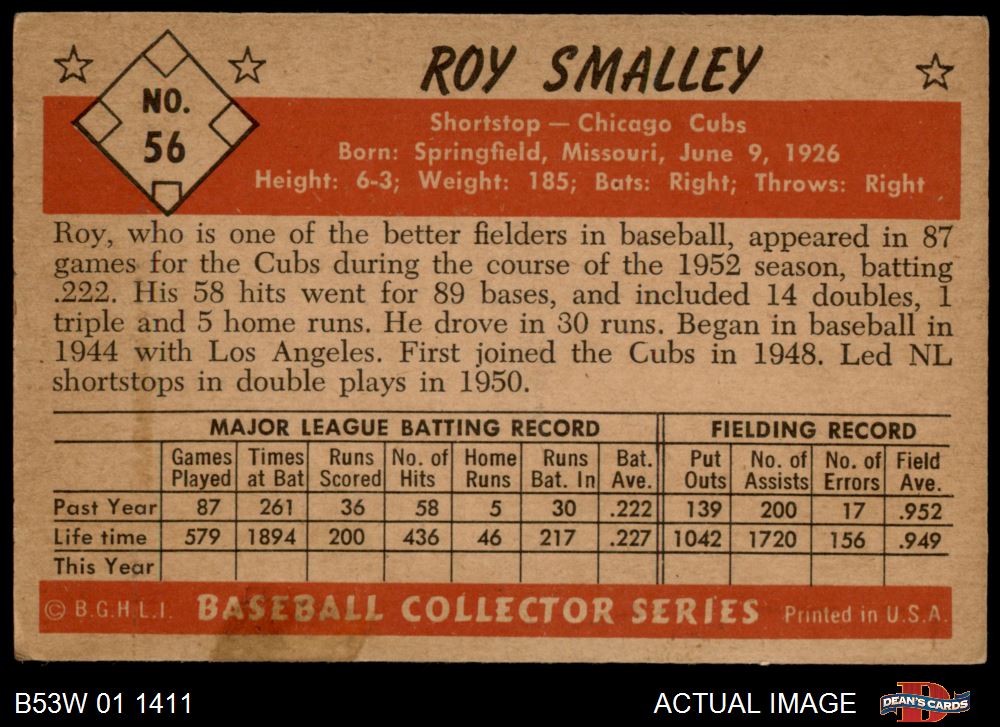 ROY SMALLEY
NO.
56
Shortstop — Chicago Cubs
Born: Springfield, Missouri, June 9, 1926
Height: 6-3; Weight: 185; Bats: Right; Throws: Right
Roy, who is one of the better fielders in baseball, appeared in 87
games for the Cubs during the course of the 1952 season, batting
.222. His 58 hits went for 89 bases, and included 14 doubles, 1
triple and 5 home runs. He drove in 30 runs. Began in baseball in
1944 with Los Angeles. First joined the Cubs in 1948. Led NL
shortstops in double plays in 1950.
MAJOR LEAGUE BATTING RECORD FIELDING RECORD
Games Times Runs No. of Home Runs Bat. Put No. of No. of Field
Played at Bat Scored Hits Runs Bat. In Ave. Outs Assists Errors Ave.
Past Year 87 261 36 58 5 30 .222 139 200 17 .952
Life time 579 1894 200 436 46 217 .227 1042 1720 156 .949
This Year
© B.G.H.L.I. BASEBALL COLLECTOR SERIES Printed in U.S.A.
B53W 01 1411 ACTUAL IMAGE DEAN'S CARDS